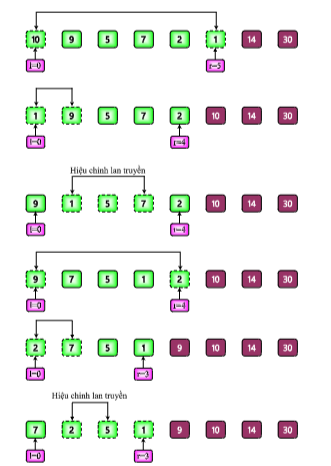 10 9 5 7 2 1 14 30
l=0 r=5
1 9 5 7 2 10 14 30
l=0 r=4
Hiệu chỉnh lan truyền
9 1 5 7 2 10 14 30
l=0 r=4
9 7 5 1 2 10 14 30
l=0 r=4
2 7 5 1 9 10 14 30
l=0 r=3
Hiệu chỉnh lan truyền
7 2 5 1 9 10 14 30
l=0 r=3